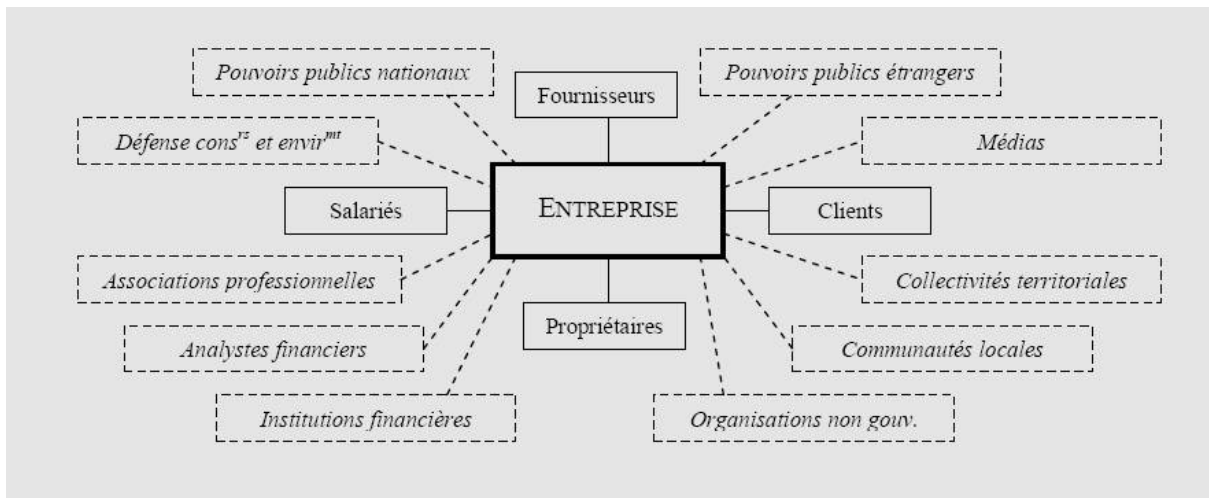 Pouvoirs publics nationaux
Fournisseurs
Pouvoirs publics étrangers
Défense cons^rs et envir^mt
Médias
Salariés
ENTREPRISE
Clients
Associations professionnelles
Collectivités territoriales
Propriétaires
Analystes financiers
Communautés locales
Institutions financières
Organisations non gouv.